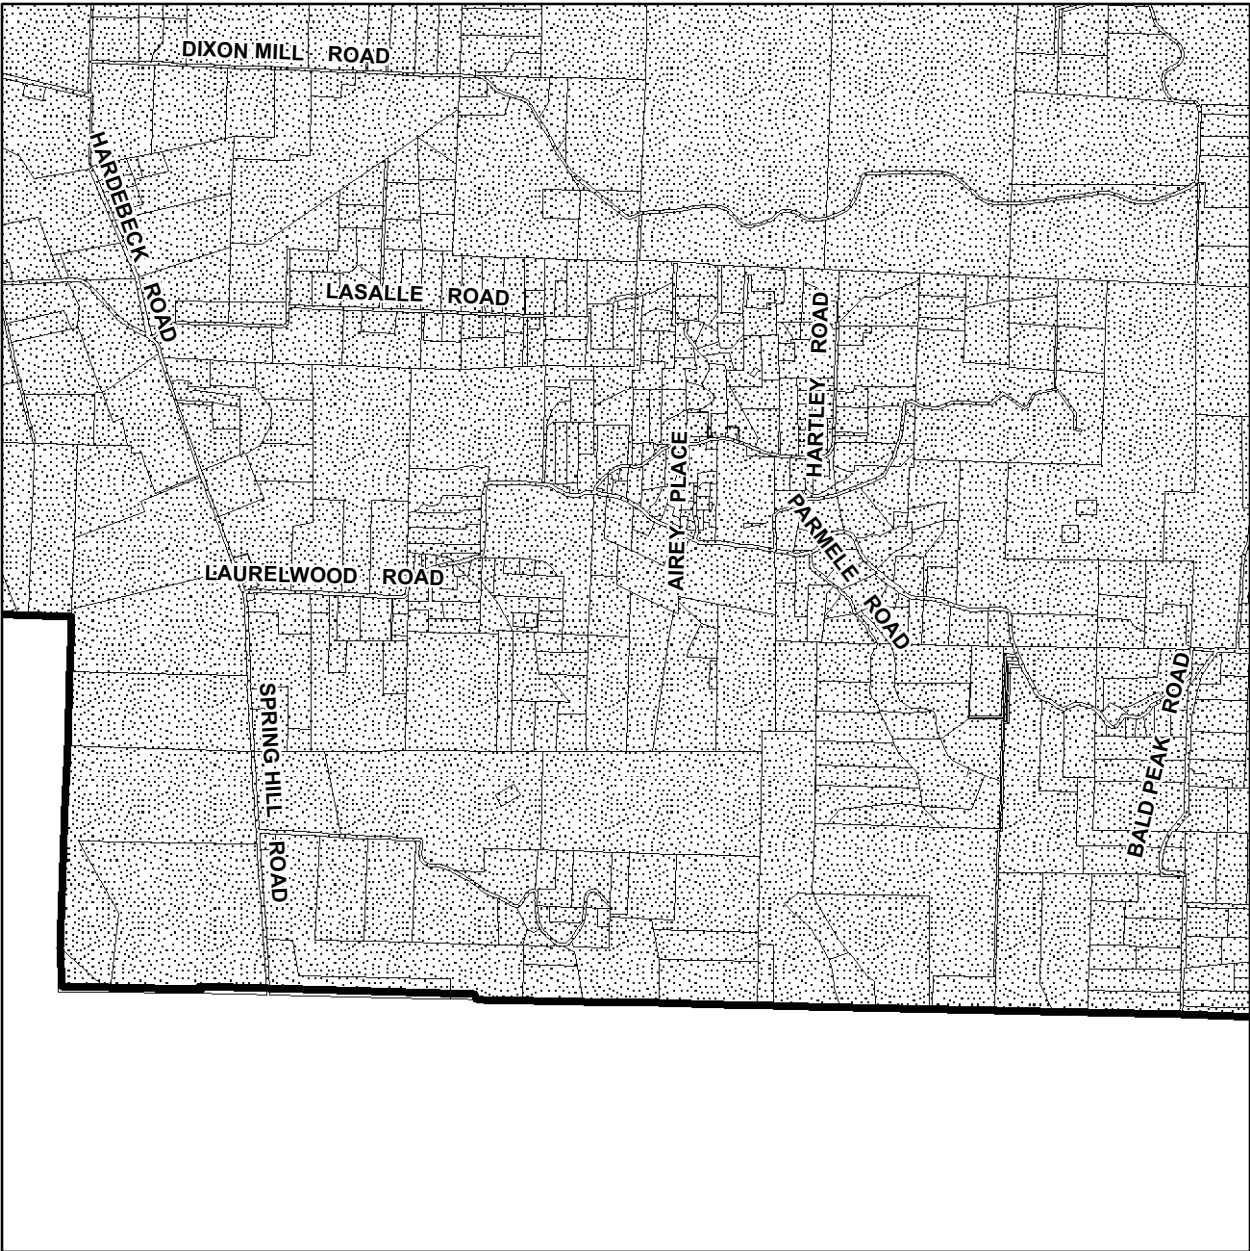 DIXON MILL ROAD
HARDEBECK ROAD
LASALLE ROAD
HARTLEY ROAD
AIREY PLACE
PARMELE ROAD
LAURELWOOD ROAD
SPRING HILL ROAD
BALD PEAK ROAD